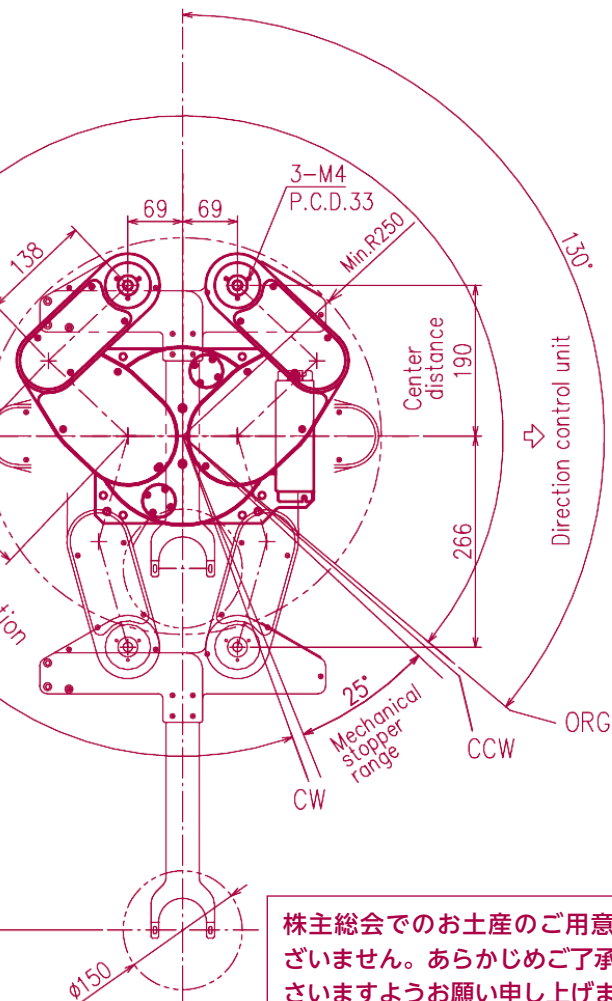 3-M4
P.C.D.33
69
69
138
Min.R250
130°
Center
distance
190
Direction control unit
266
25°
Mechanical
stopper
range
ORG
CCW
CW
ø150
株主総会でのお土産のご用意
ざいません。あらかじめご了承
さいますようお願い申し上げま